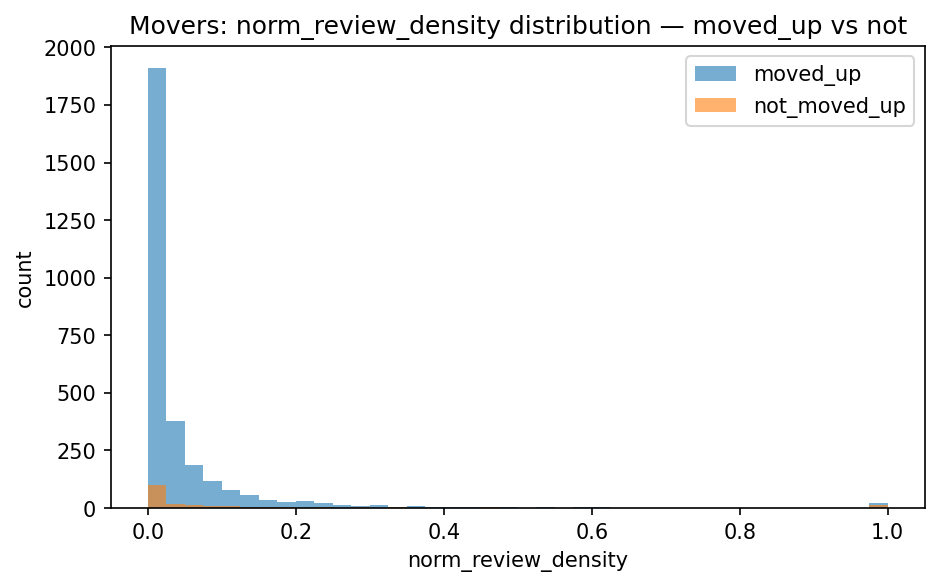 Movers: norm_review_density distribution — moved_up vs not
2000
1750
1500
1250
1000
750
500
250
0
count
moved_up
not_moved_up
0.0 0.2 0.4 0.6 0.8 1.0
norm_review_density